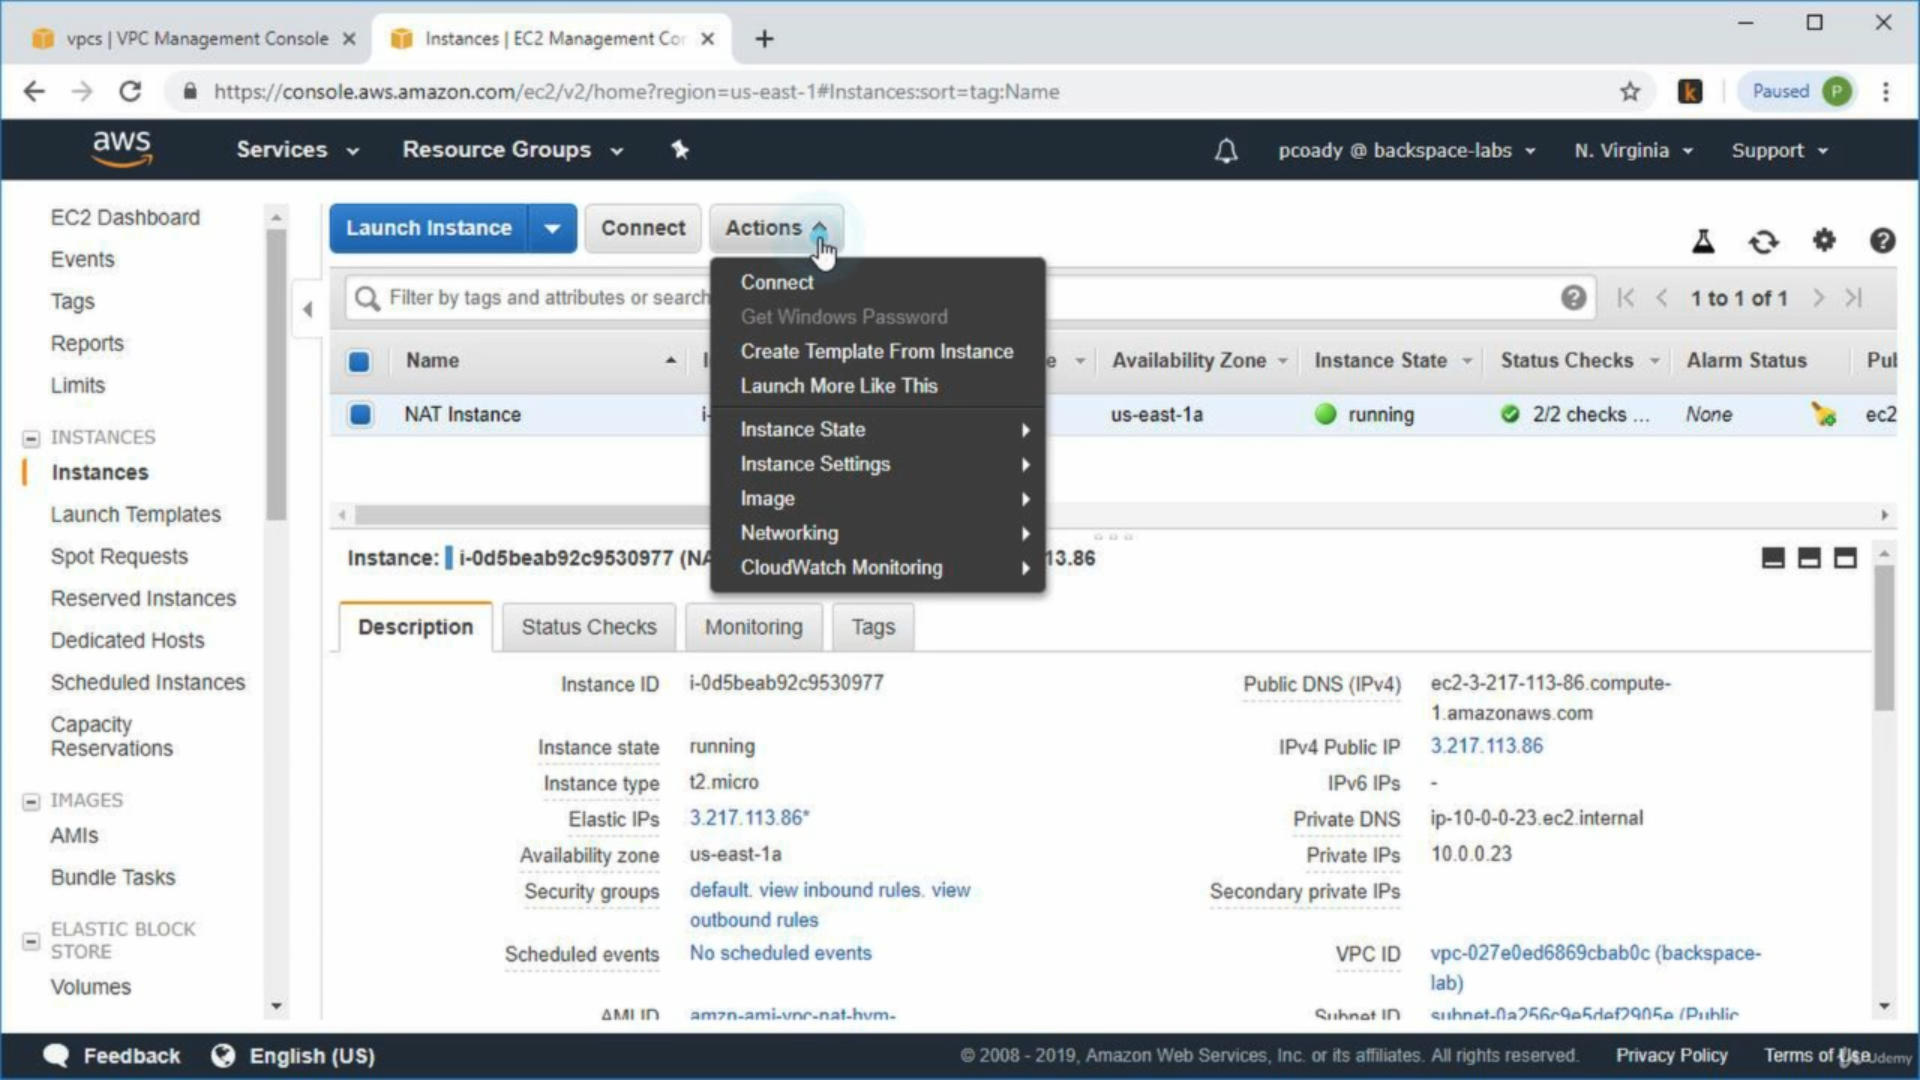 vpcs | VPC Management Console
Instances | EC2 Management Cor
https://console.aws.amazon.com/ec2/v2/home?region=us-east-1#Instances:sort=tag:Name
k
Paused P
aws
Services
Resource Groups
pcoady @ backspace-labs
N. Virginia
Support
EC2 Dashboard
Events
Tags
Reports
Limits
INSTANCES
Instances
Launch Templates
Spot Requests
Reserved Instances
Dedicated Hosts
Scheduled Instances
Capacity
Reservations
IMAGES
AMIs
Bundle Tasks
ELASTIC BLOCK
STORE
Volumes
Launch Instance
Connect
Actions
Filter by tags and attributes or search
1 to 1 of 1
Connect
Get Windows Password
Create Template From Instance
Launch More Like This
Instance State
Instance Settings
Image
Networking
CloudWatch Monitoring
Name
Availability Zone
Instance State
Status Checks
Alarm Status
NAT Instance
i-
us-east-1a
running
2/2 checks ...
None
ec2
Instance: i-0d5beab92c9530977 (NA
13.86
Description
Status Checks
Monitoring
Tags
Instance ID i-0d5beab92c9530977
Instance state running
Instance type t2.micro
Elastic IPs 3.217.113.86*
Availability zone us-east-1a
Security groups default. view inbound rules. view
outbound rules
Scheduled events No scheduled events
AMI ID amzn-ami-vpc-nat-hvm-
Public DNS (IPv4) ec2-3-217-113-86.compute-
1.amazonaws.com
IPv4 Public IP 3.217.113.86
IPv6 IPs -
Private DNS ip-10-0-0-23.ec2.internal
Private IPs 10.0.0.23
Secondary private IPs
VPC ID vpc-027e0ed6869cbab0c (backspace-
lab)
Subnet ID subnet-0a256c9e5def2905e (Public
Feedback
English (US)
© 2008 - 2019, Amazon Web Services, Inc. or its affiliates. All rights reserved.
Privacy Policy
Terms of Use
Udemy